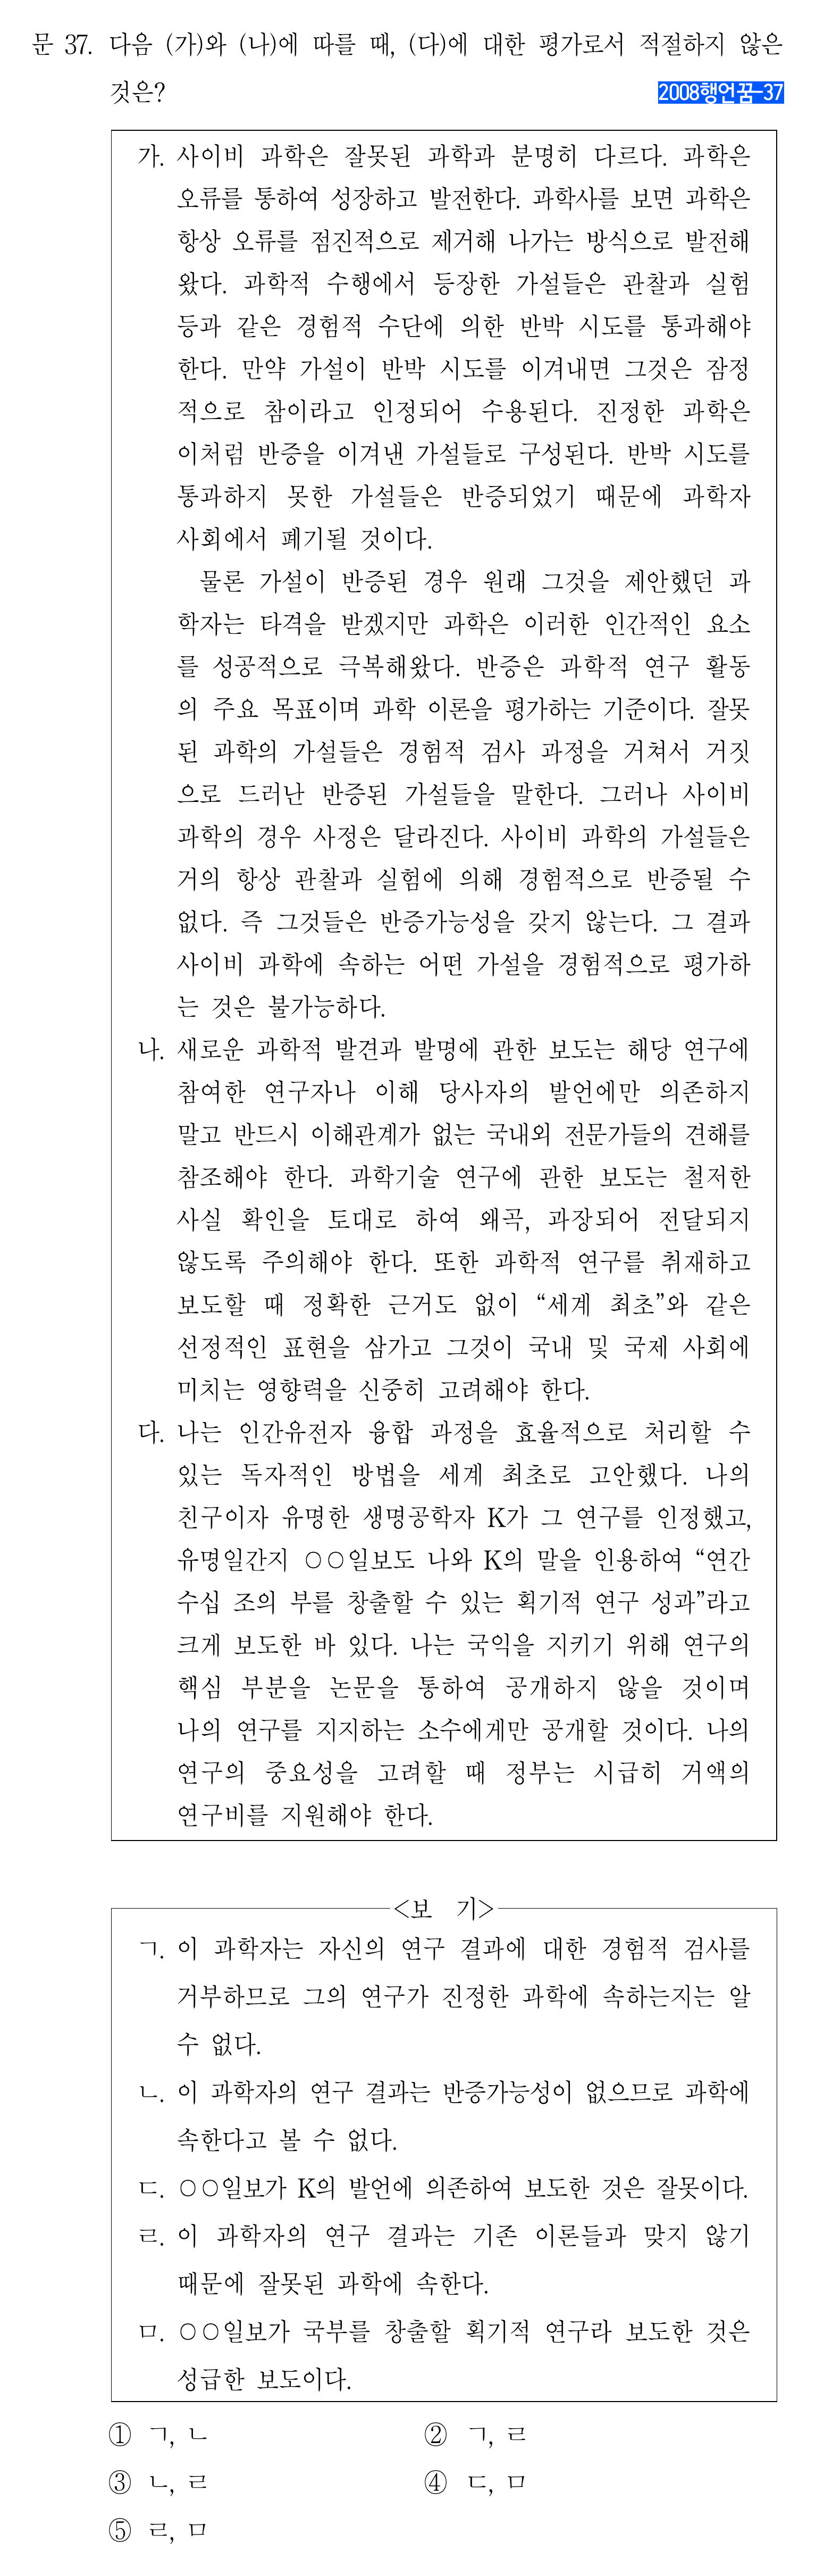 문 37. 다음 (가)와 (나)에 따를 때, (다)에 대한 평가로서 적절하지 않은
것은?
2008행언꿈-37
가. 사이비 과학은 잘못된 과학과 분명히 다르다. 과학은
오류를 통하여 성장하고 발전한다. 과학사를 보면 과학은
항상 오류를 점진적으로 제거해 나가는 방식으로 발전해
왔다. 과학적 수행에서 등장한 가설들은 관찰과 실험
등과 같은 경험적 수단에 의한 반박 시도를 통과해야
한다. 만약 가설이 반박 시도를 이겨내면 그것은 잠정
적으로 참이라고 인정되어 수용된다. 진정한 과학은
이처럼 반증을 이겨낸 가설들로 구성된다. 반박 시도를
통과하지 못한 가설들은 반증되었기 때문에 과학자
사회에서 폐기될 것이다.
물론 가설이 반증된 경우 원래 그것을 제안했던 과
학자는 타격을 받겠지만 과학은 이러한 인간적인 요소
를 성공적으로 극복해왔다. 반증은 과학적 연구 활동
의 주요 목표이며 과학 이론을 평가하는 기준이다. 잘못
된 과학의 가설들은 경험적 검사 과정을 거쳐서 거짓
으로 드러난 반증된 가설들을 말한다. 그러나 사이비
과학의 경우 사정은 달라진다. 사이비 과학의 가설들은
거의 항상 관찰과 실험에 의해 경험적으로 반증될 수
없다. 즉 그것들은 반증가능성을 갖지 않는다. 그 결과
사이비 과학에 속하는 어떤 가설을 경험적으로 평가하
는 것은 불가능하다.
나. 새로운 과학적 발견과 발명에 관한 보도는 해당 연구에
참여한 연구자나 이해 당사자의 발언에만 의존하지
말고 반드시 이해관계가 없는 국내외 전문가들의 견해를
참조해야 한다. 과학기술 연구에 관한 보도는 철저한
사실 확인을 토대로 하여 왜곡, 과장되어 전달되지
않도록 주의해야 한다. 또한 과학적 연구를 취재하고
보도할 때 정확한 근거도 없이 “세계 최초”와 같은
선정적인 표현을 삼가고 그것이 국내 및 국제 사회에
미치는 영향력을 신중히 고려해야 한다.
다. 나는 인간유전자 융합 과정을 효율적으로 처리할 수
있는 독자적인 방법을 세계 최초로 고안했다. 나의
친구이자 유명한 생명공학자 K가 그 연구를 인정했고,
유명일간지 ○○일보도 나와 K의 말을 인용하여 “연간
수십 조의 부를 창출할 수 있는 획기적 연구 성과”라고
크게 보도한 바 있다. 나는 국익을 지키기 위해 연구의
핵심 부분을 논문을 통하여 공개하지 않을 것이며
나의 연구를 지지하는 소수에게만 공개할 것이다. 나의
연구의 중요성을 고려할 때 정부는 시급히 거액의
연구비를 지원해야 한다.
<보 기>
ㄱ. 이 과학자는 자신의 연구 결과에 대한 경험적 검사를
거부하므로 그의 연구가 진정한 과학에 속하는지는 알
수 없다.
ㄴ. 이 과학자의 연구 결과는 반증가능성이 없으므로 과학에
속한다고 볼 수 없다.
ㄷ. ○○일보가 K의 발언에 의존하여 보도한 것은 잘못이다.
ㄹ. 이 과학자의 연구 결과는 기존 이론들과 맞지 않기
때문에 잘못된 과학에 속한다.
ㅁ. ○○일보가 국부를 창출할 획기적 연구라 보도한 것은
성급한 보도이다.
① ㄱ, ㄴ ② ㄱ, ㄹ
③ ㄴ, ㄹ ④ ㄷ, ㅁ
⑤ ㄹ, ㅁ